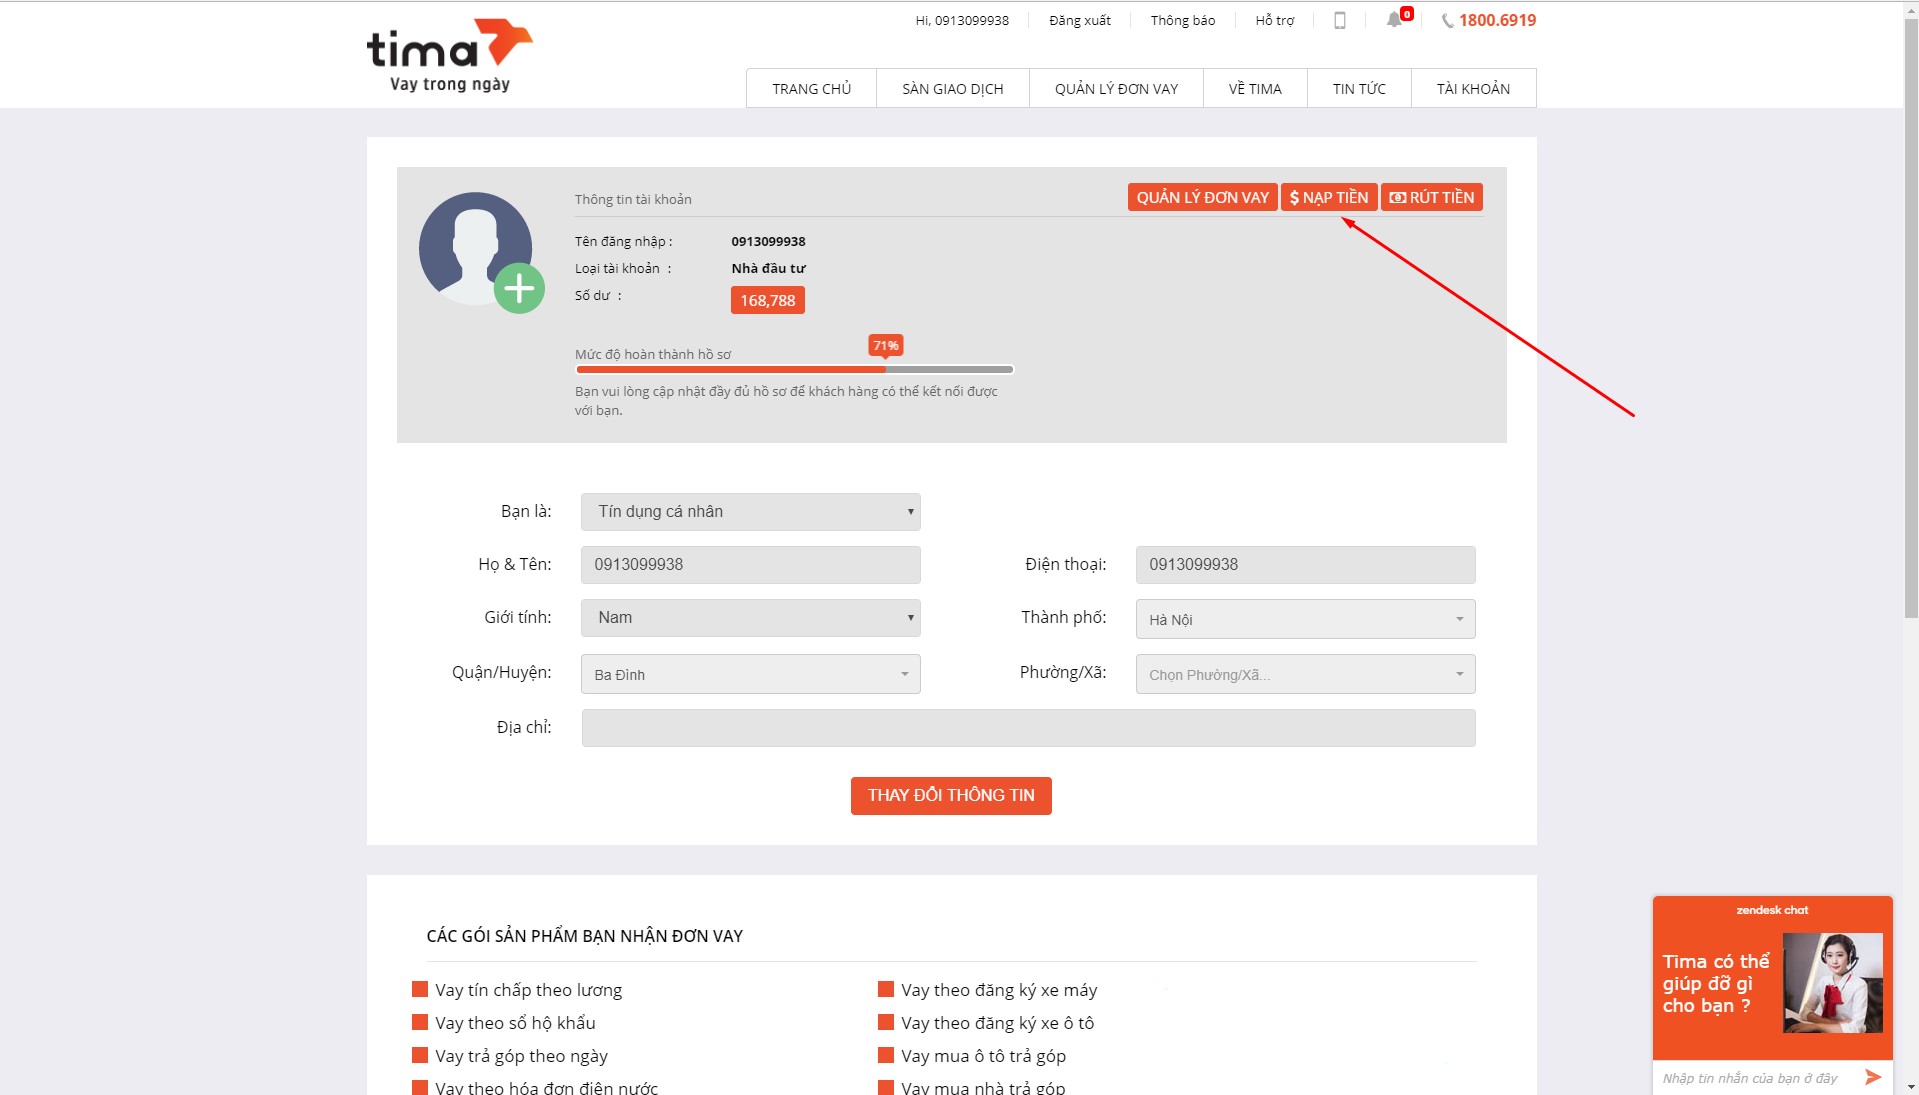 tima
Vay trong ngày
Hi, 0913099938
Đăng xuất
Thông báo
Hỗ trợ
0
1800.6919
TRANG CHỦ
SÀN GIAO DỊCH
QUẢN LÝ ĐƠN VAY
VỀ TIMA
TIN TỨC
TÀI KHOẢN
Thông tin tài khoản
QUẢN LÝ ĐƠN VAY
$ NẠP TIỀN
RÚT TIỀN
Tên đăng nhập : 0913099938
Loại tài khoản : Nhà đầu tư
Số dư : 168,788
71%
Mức độ hoàn thành hồ sơ
Bạn vui lòng cập nhật đầy đủ hồ sơ để khách hàng có thể kết nối được
với bạn.
Bạn là: Tín dụng cá nhân
Họ & Tên: 0913099938
Điện thoại: 0913099938
Giới tính: Nam
Thành phố: Hà Nội
Quận/Huyện: Ba Đình
Phường/Xã: Chọn Phường/Xã...
Địa chỉ:
THAY ĐỔI THÔNG TIN
CÁC GÓI SẢN PHẨM BẠN NHẬN ĐƠN VAY
Vay tín chấp theo lương
Vay theo đăng ký xe máy
Vay theo sổ hộ khẩu
Vay theo đăng ký xe ô tô
Vay trả góp theo ngày
Vay mua ô tô trả góp
Vay theo hóa đơn điện nước
Vay mua nhà trả góp
zendesk chat
Tima có thể
giúp đỡ gì
cho bạn ?
Nhập tin nhắn của bạn ở đây